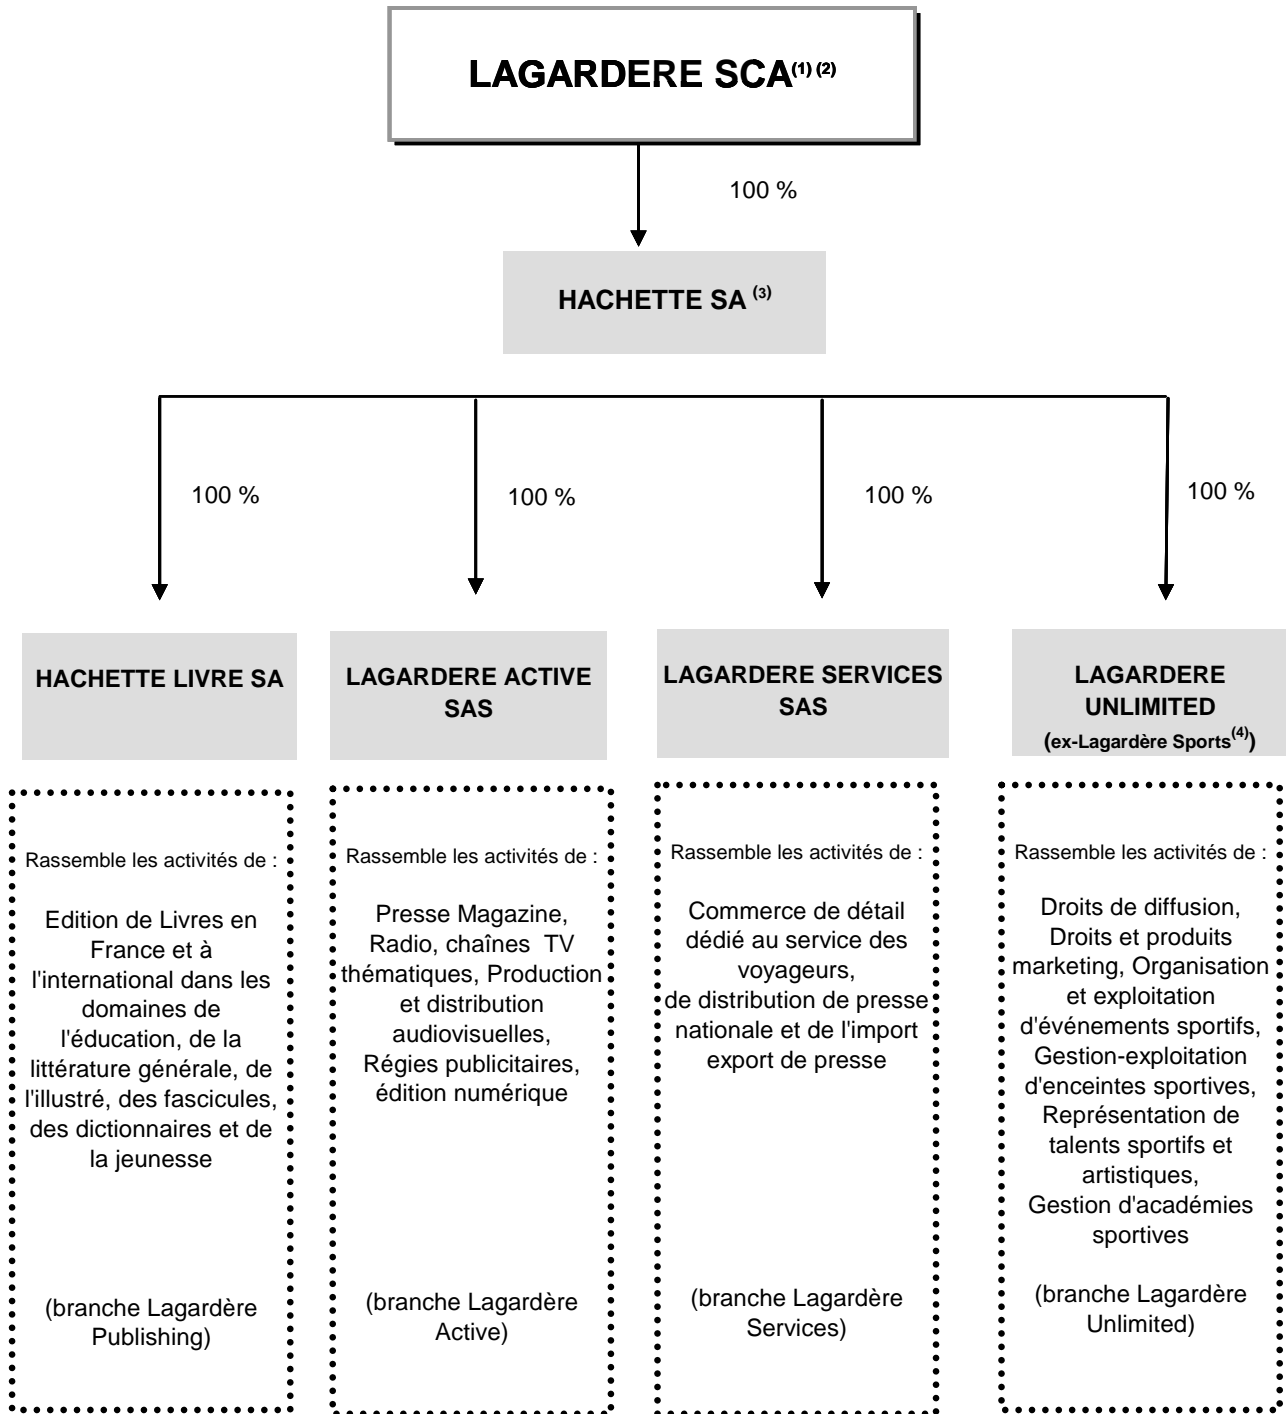 LAGARDERE SCA(1) (2)
100 %
HACHETTE SA (3)
100 %
100 %
100 %
100 %
HACHETTE LIVRE SA
LAGARDERE ACTIVE
SAS
LAGARDERE SERVICES
SAS
LAGARDERE
UNLIMITED
(ex-Lagardère Sports(4))
Rassemble les activités de :
Edition de Livres en
France et à
l'international dans les
domaines de
l'éducation, de la
littérature générale, de
l'illustré, des fascicules,
des dictionnaires et de
la jeunesse
(branche Lagardère
Publishing)
Rassemble les activités de :
Presse Magazine,
Radio, chaînes  TV
thématiques, Production
et distribution
audiovisuelles,
Régies publicitaires,
édition numérique
(branche Lagardère
Active)
Rassemble les activités de :
Commerce de détail
dédié au service des
voyageurs,
de distribution de presse
nationale et de l'import
export de presse
(branche Lagardère
Services)
Rassemble les activités de :
Droits de diffusion,
Droits et produits
marketing, Organisation
et exploitation
d'événements sportifs,
Gestion-exploitation
d'enceintes sportives,
Représentation de
talents sportifs et
artistiques,
Gestion d'académies
sportives
(branche Lagardère
Unlimited)